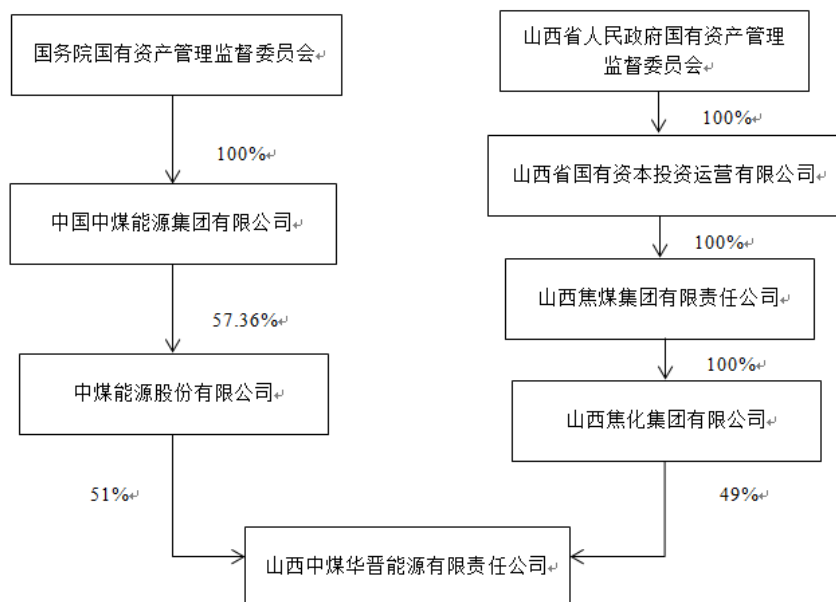 国务院国有资产管理监督委员会
100%
中国中煤能源集团有限公司
57.36%
中煤能源股份有限公司
51%
山西省人民政府国有资产管理
监督委员会
100%
山西省国有资本投资运营有限公司
100%
山西焦煤集团有限责任公司
100%
山西焦化集团有限公司
49%
山西中煤华晋能源有限责任公司